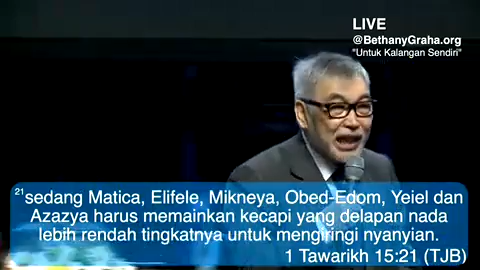 LIVE
@BethanyGraha.org
"Untuk Kalangan Sendiri"
21sedang Matica, Elifele, Mikneya, Obed-Edom, Yeiel dan
Azazya harus memainkan kecapi yang delapan nada
lebih rendah tingkatnya untuk mengiringi nyanyian.
1 Tawarikh 15:21 (TJB)